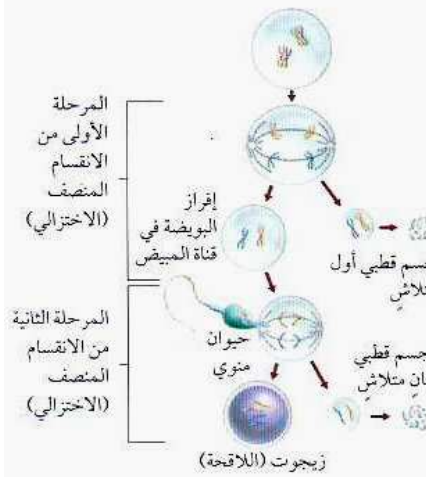 المرحلة
الأولى من
الانقسام
المنصف
(الاختزالي)
إفراز
البويضة في
قناة المبيض
جسم قطبي أول
متلاشٍ
المرحلة الثانية
من الانقسام
المنصف
(الاختزالي)
حيوان
منوي
جسم قطبي
ثانٍ متلاشٍ
زيجوت (اللاقحة)